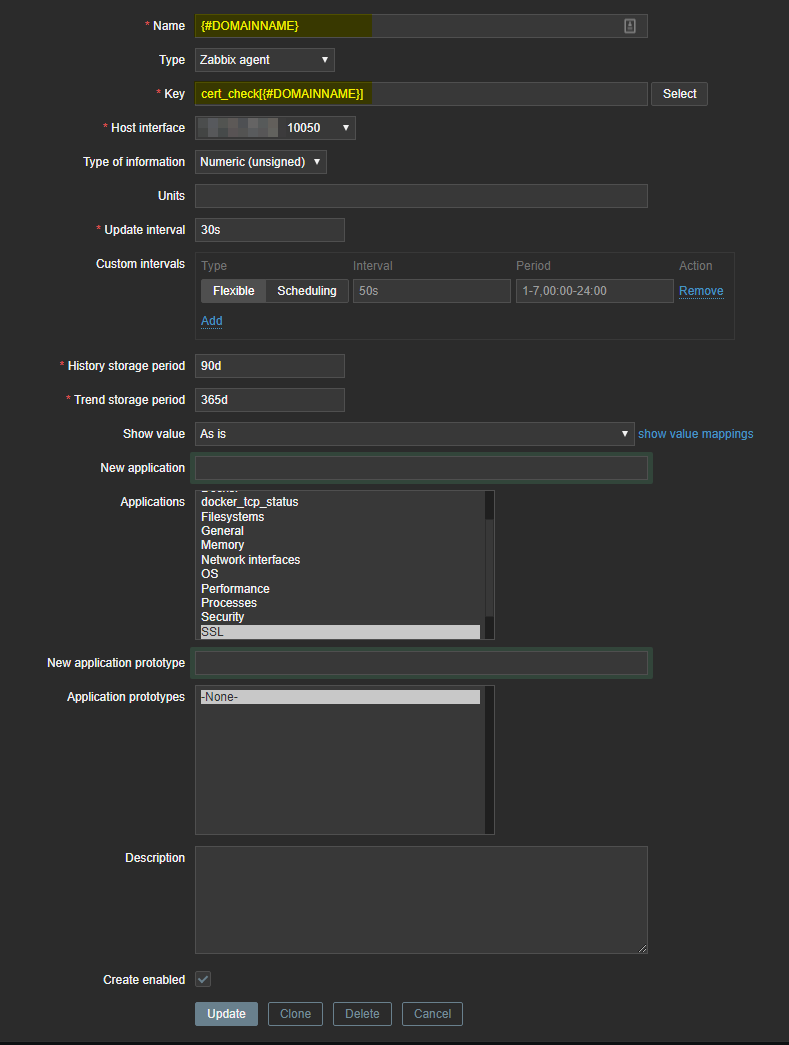 * Name {#DOMAINNAME}
Type Zabbix agent
* Key cert_check[{#DOMAINNAME}] Select
* Host interface 10050
Type of information Numeric (unsigned)
Units
* Update interval 30s
Custom intervals Type Interval Period Action
Flexible Scheduling 50s 1-7,00:00-24:00 Remove
Add
* History storage period 90d
* Trend storage period 365d
Show value As is show value mappings
New application
Applications
docker_tcp_status
Filesystems
General
Memory
Network interfaces
OS
Performance
Processes
Security
SSL
New application prototype
Application prototypes -None-
Description
Create enabled
Update Clone Delete Cancel